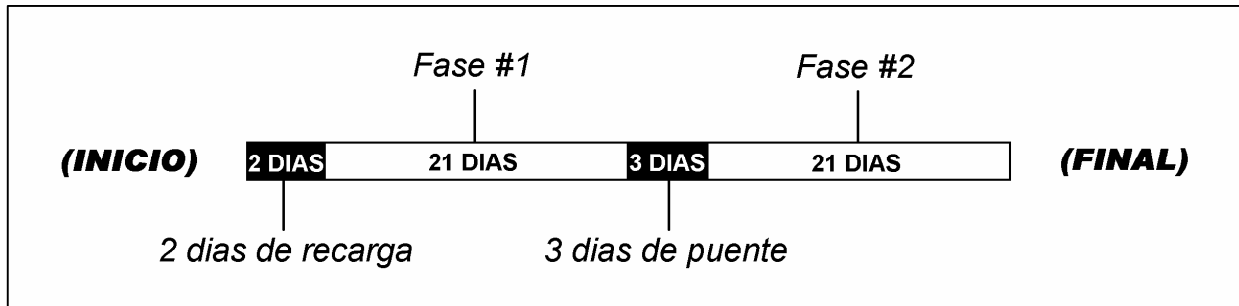 Fase #1
Fase #2
(INICIO)
2 DIAS
21 DIAS
3 DIAS
21 DIAS
(FINAL)
2 dias de recarga
3 dias de puente